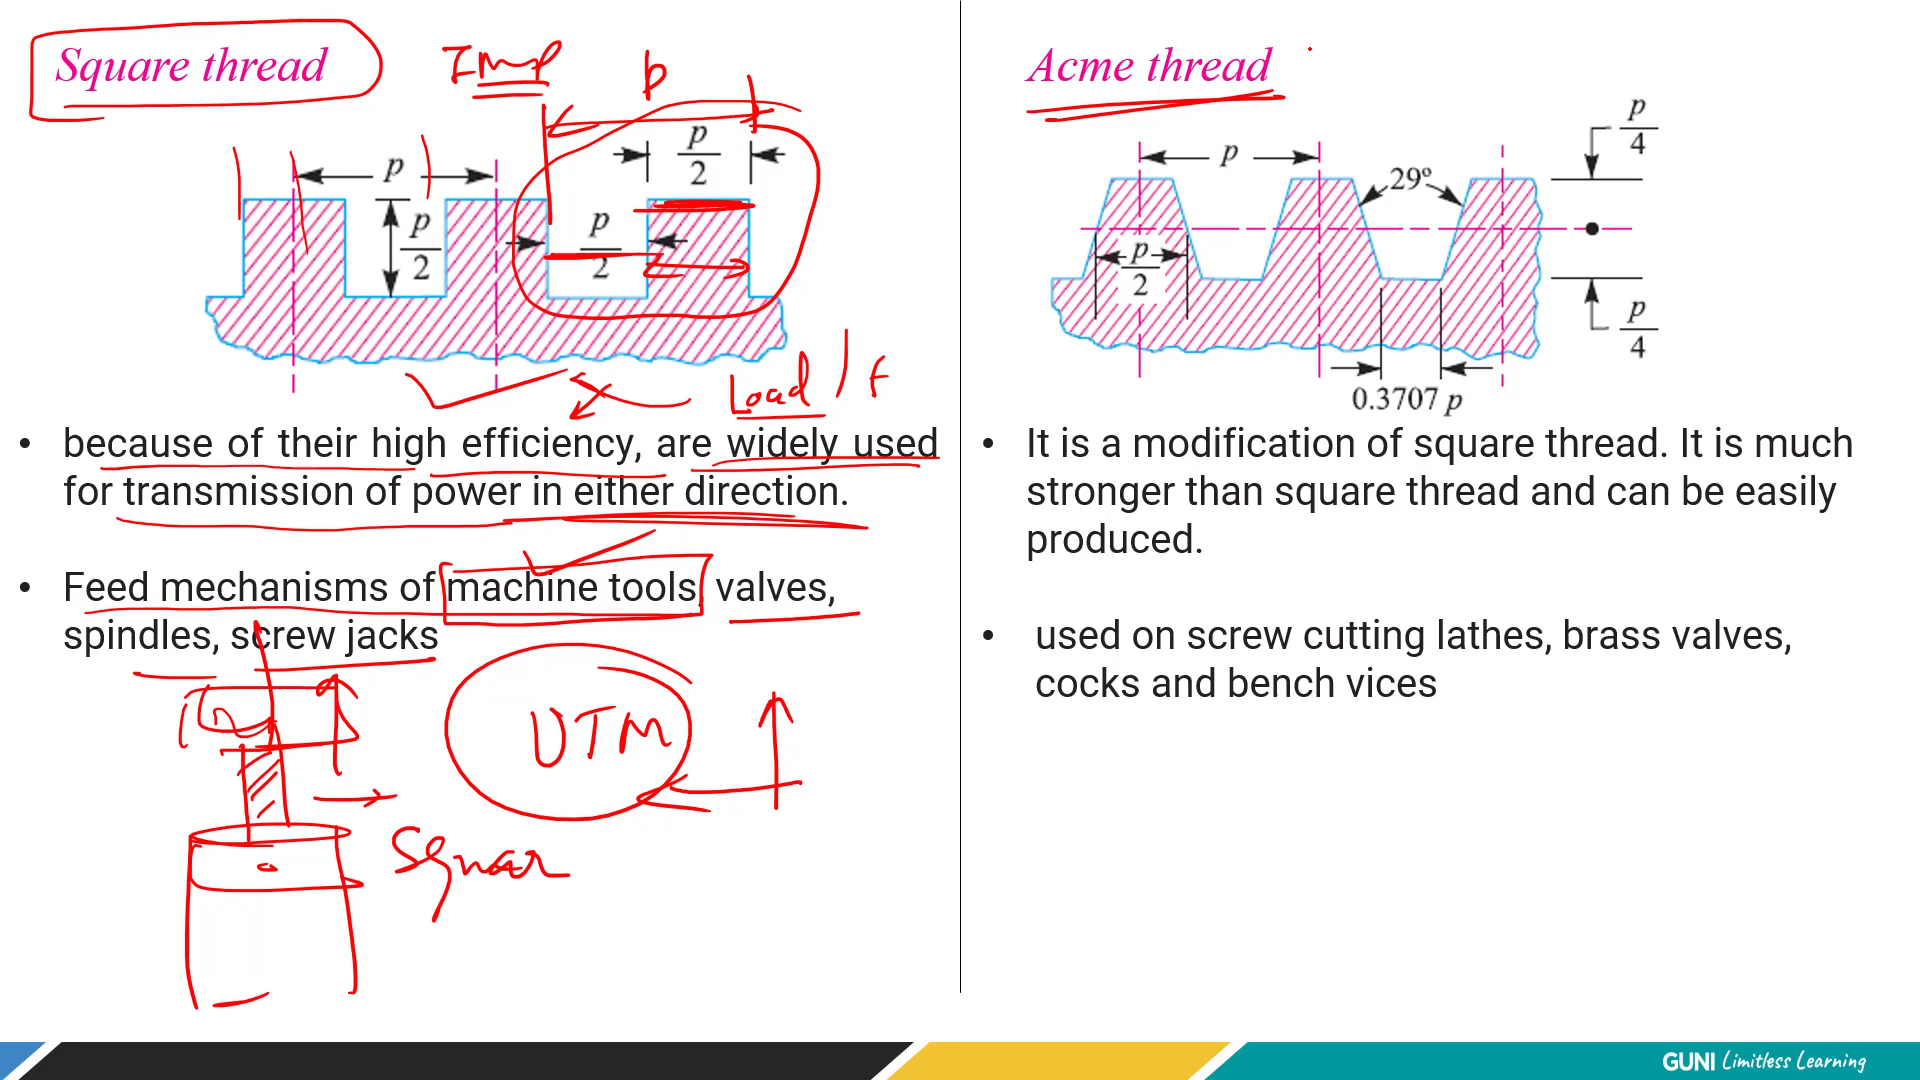 Square thread
Imp
p
p
p/2
p/2
p/2
Load / F
• because of their high efficiency, are widely used
for transmission of power in either direction.
• Feed mechanisms of machine tools, valves,
spindles, screw jacks
UTM
Squar
Acme thread
p
29°
p/4
p/2
p/4
0.3707 p
• It is a modification of square thread. It is much
stronger than square thread and can be easily
produced.
• used on screw cutting lathes, brass valves,
cocks and bench vices
GUNI Limitless Learning